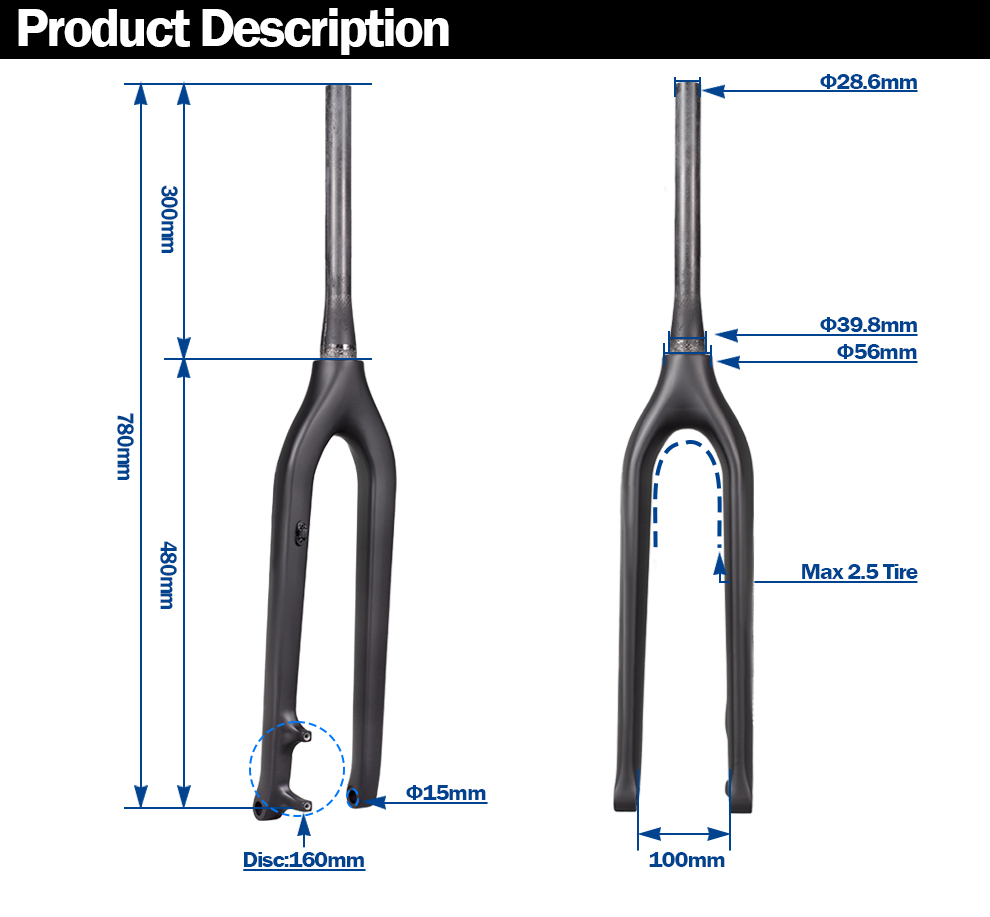 Product Description
Φ28.6mm
300mm
Φ39.8mm
Φ56mm
780mm
480mm
Max 2.5 Tire
Φ15mm
Disc:160mm
100mm